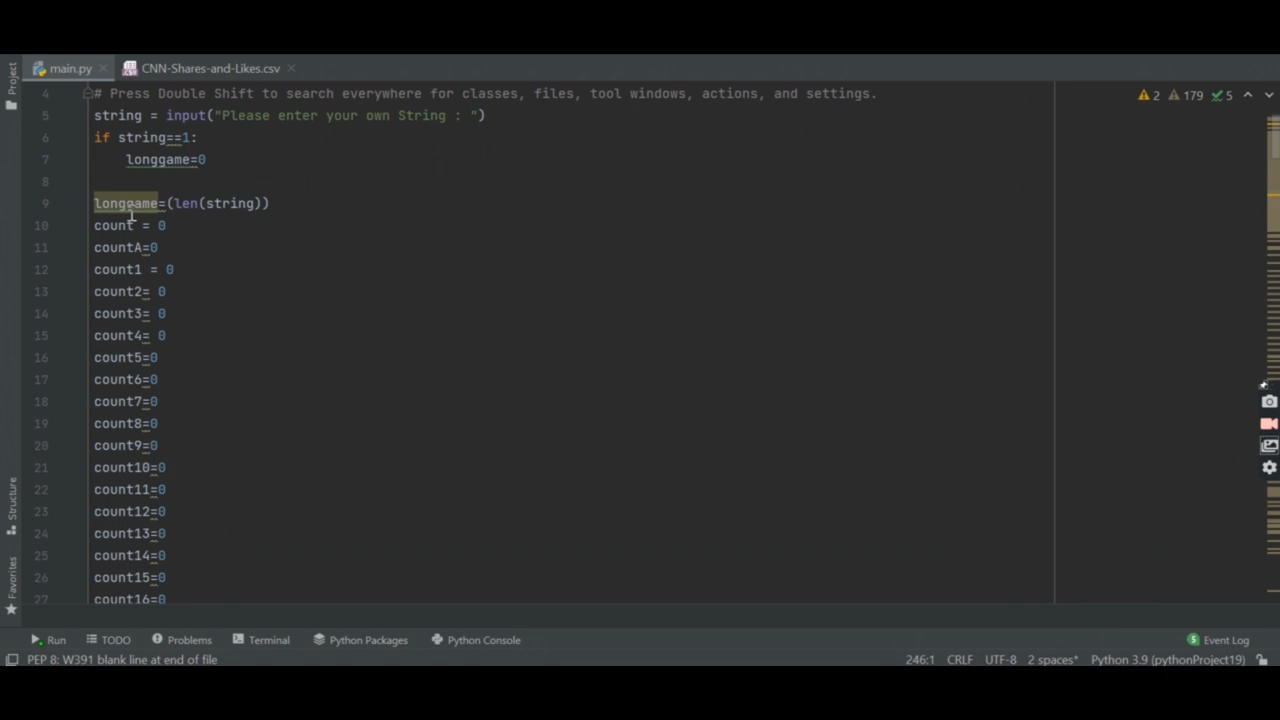 Project
main.py
CNN-Shares-and-Likes.csv
4 # Press Double Shift to search everywhere for classes, files, tool windows, actions, and settings.
2 179 5
5 string = input("Please enter your own String : ")
6 if string==1:
7 longgame=0
8
9 longgame=(len(string))
10 count = 0
11 countA=0
12 count1 = 0
13 count2= 0
14 count3= 0
15 count4= 0
16 count5=0
17 count6=0
18 count7=0
19 count8=0
20 count9=0
21 count10=0
22 count11=0
23 count12=0
24 count13=0
25 count14=0
26 count15=0
27 count16=0
Structure
Favorites
Run TODO Problems Terminal Python Packages Python Console 5 Event Log
PEP 8: W391 blank line at end of file 246:1 CRLF UTF-8 2 spaces* Python 3.9 (pythonProject19)